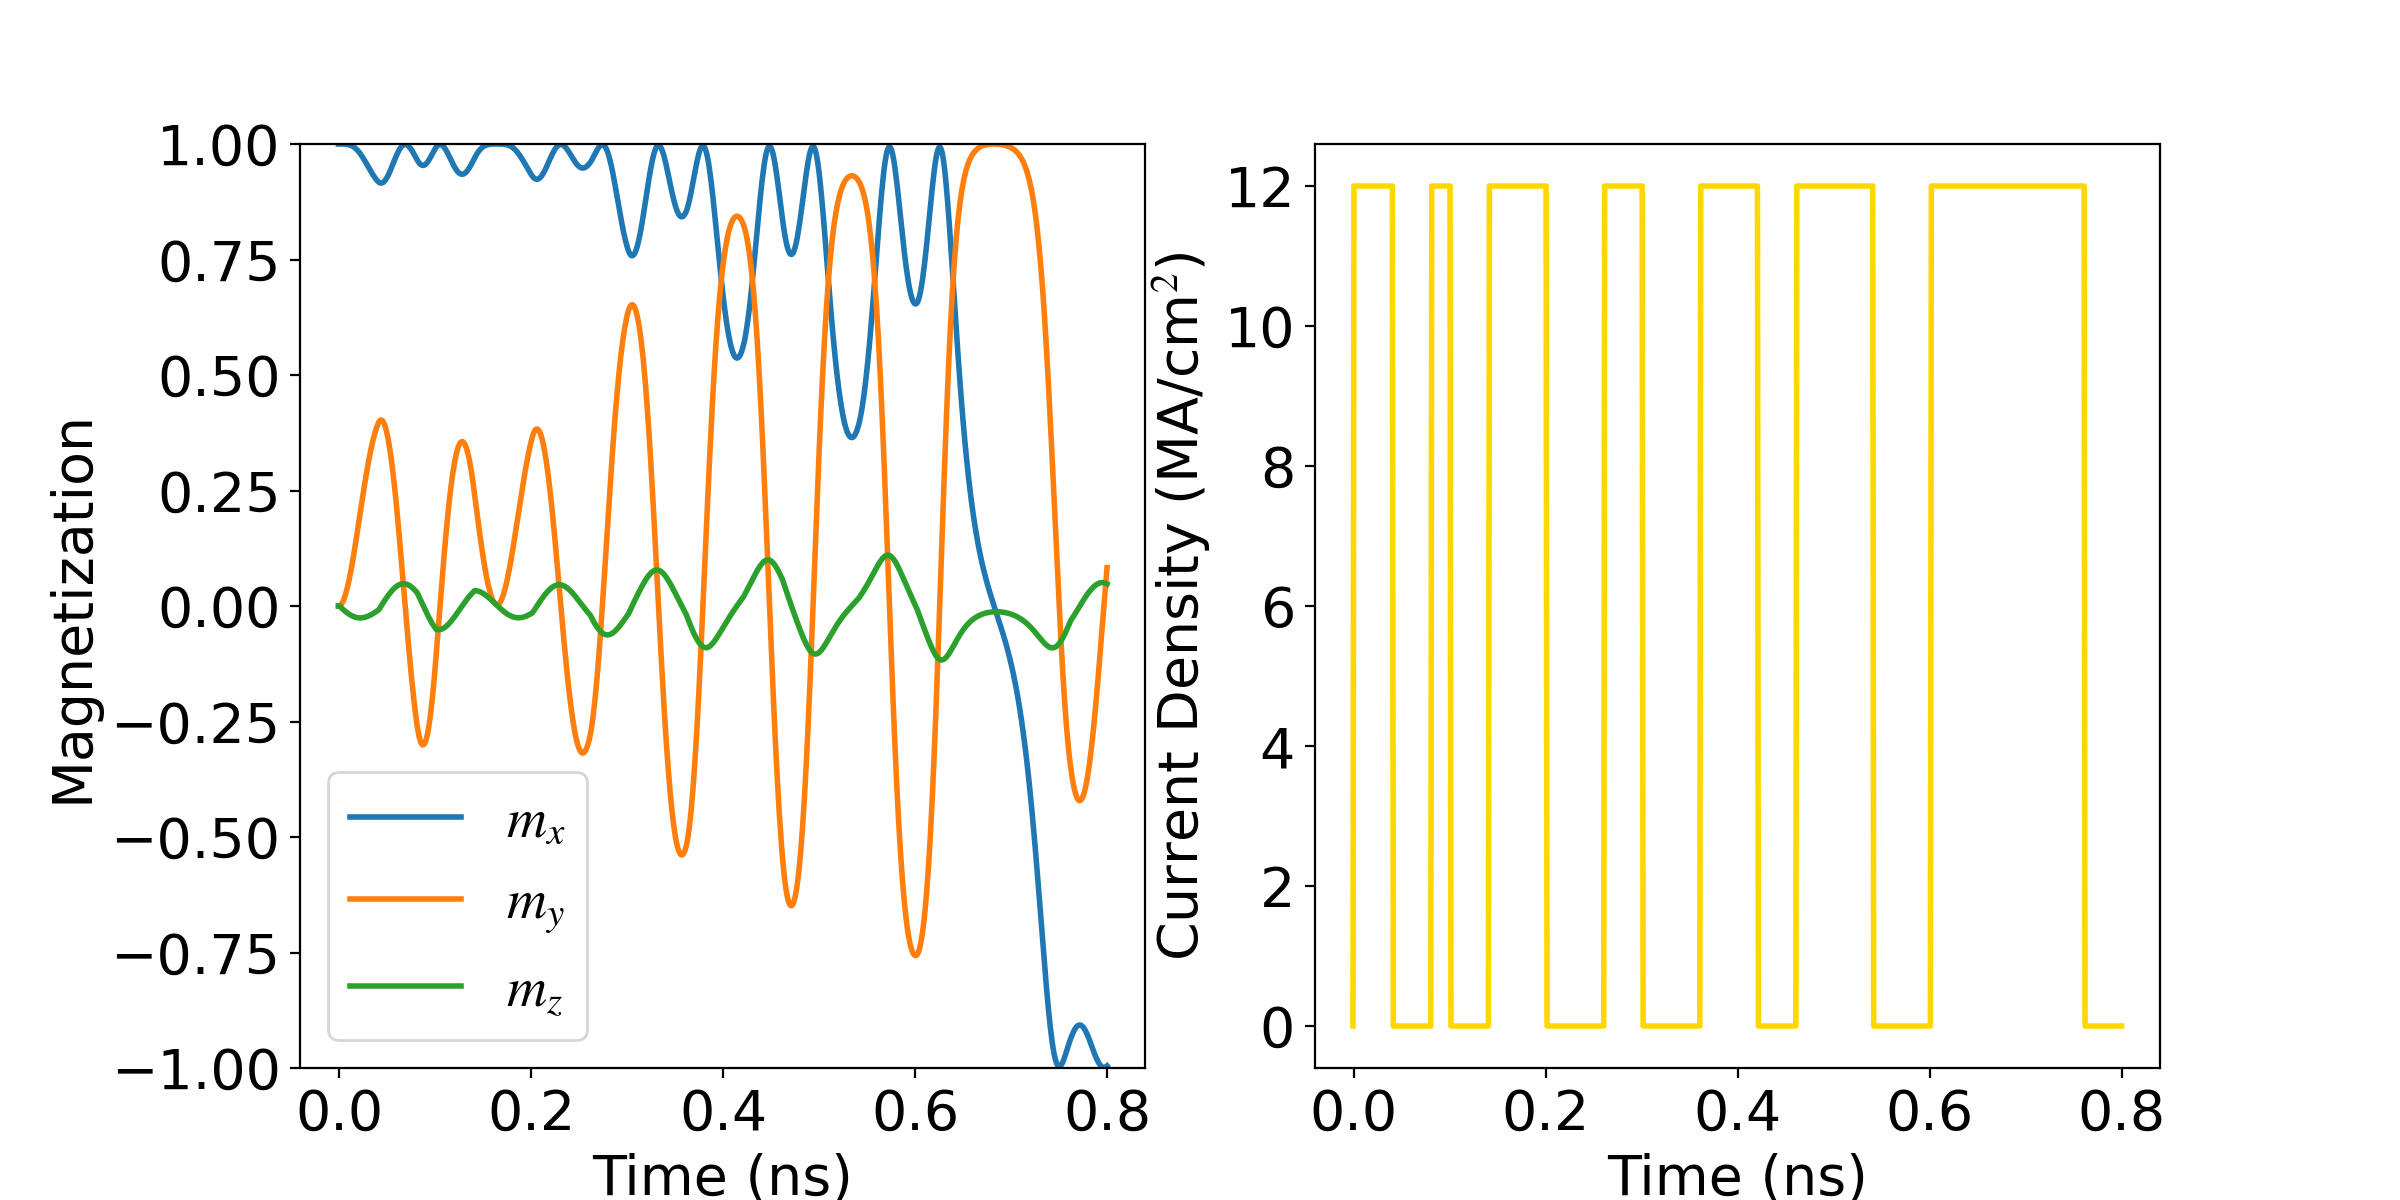 Magnetization
1.00
0.75
0.50
0.25
0.00
−0.25
−0.50
−0.75
−1.00
m_x
m_y
m_z
0.0 0.2 0.4 0.6 0.8
Time (ns)
Current Density (MA/cm²)
12
10
8
6
4
2
0
0.0 0.2 0.4 0.6 0.8
Time (ns)